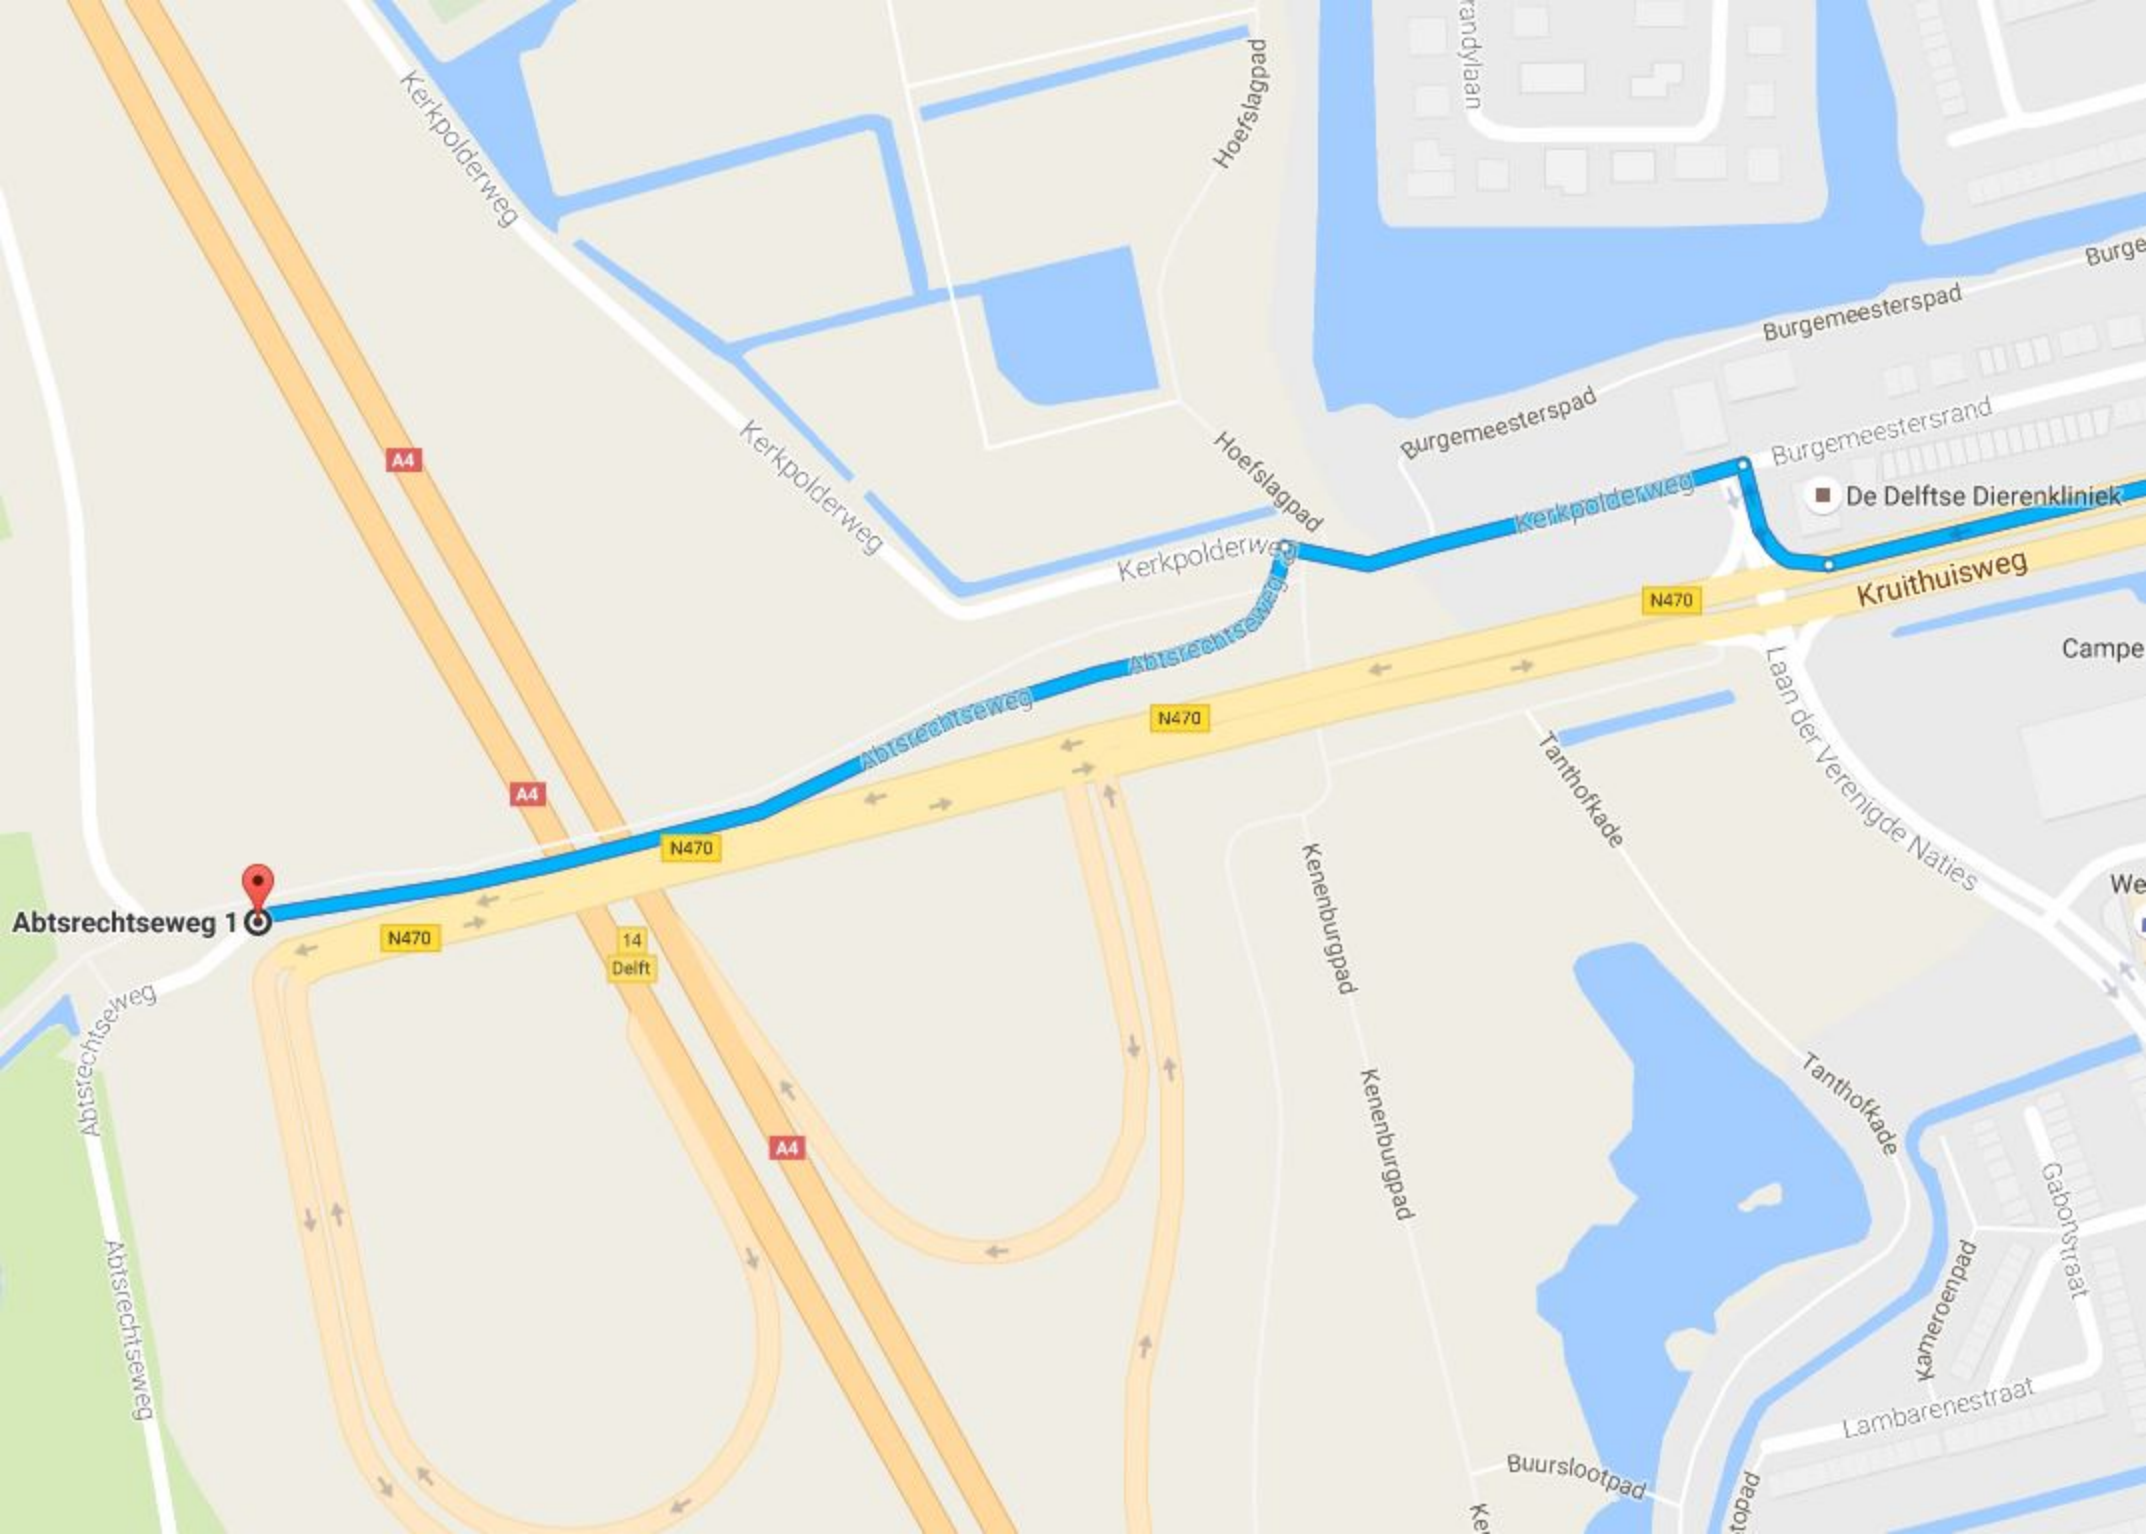 Kerkpolderweg
Hoefslagpad
randylaan
Burge
Burgemeesterspad
Burgemeesterspad
Burgemeestersrand
A4
Kerkpolderweg
Hoefslagpad
Kerkpolderweg
De Delftse Dierenkliniek
Kerkpolderweg
N470
Kruithuisweg
Abtsrechtseweg
Campe
N470
Abtsrechtseweg
Laan der Verenigde Naties
Tanthofkade
A4
N470
Abtsrechtseweg 1
N470
14
Delft
We
Kenenburgpad
Abtsrechtseweg
Tanthofkade
Kenenburgpad
A4
Gabonstraat
Kameroenpad
Abtsrechtseweg
Lambarenestraat
Buurslootpad
topad
Ke